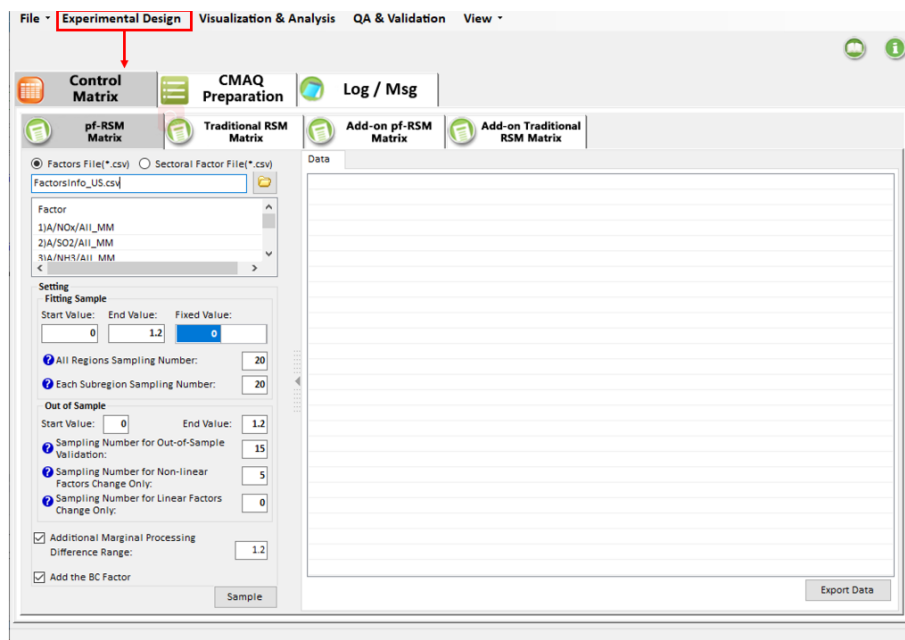 File Experimental Design Visualization & Analysis QA & Validation View
Control Matrix
CMAQ Preparation
Log / Msg
pf-RSM Matrix
Traditional RSM Matrix
Add-on pf-RSM Matrix
Add-on Traditional RSM Matrix
Factors File(*.csv) Sectoral Factor File(*.csv)
FactorsInfo_US.csv
Factor
1)A/NOx/All_MM
2)A/SO2/All_MM
3)A/NH3/All_MM
Setting
Fitting Sample
Start Value: End Value: Fixed Value:
0 1.2 0
All Regions Sampling Number: 20
Each Subregion Sampling Number: 20
Out of Sample
Start Value: 0 End Value: 1.2
Sampling Number for Out-of-Sample
Validation: 15
Sampling Number for Non-linear
Factors Change Only: 5
Sampling Number for Linear Factors
Change Only: 0
Additional Marginal Processing
Difference Range: 1.2
Add the BC Factor
Sample
Data
Export Data